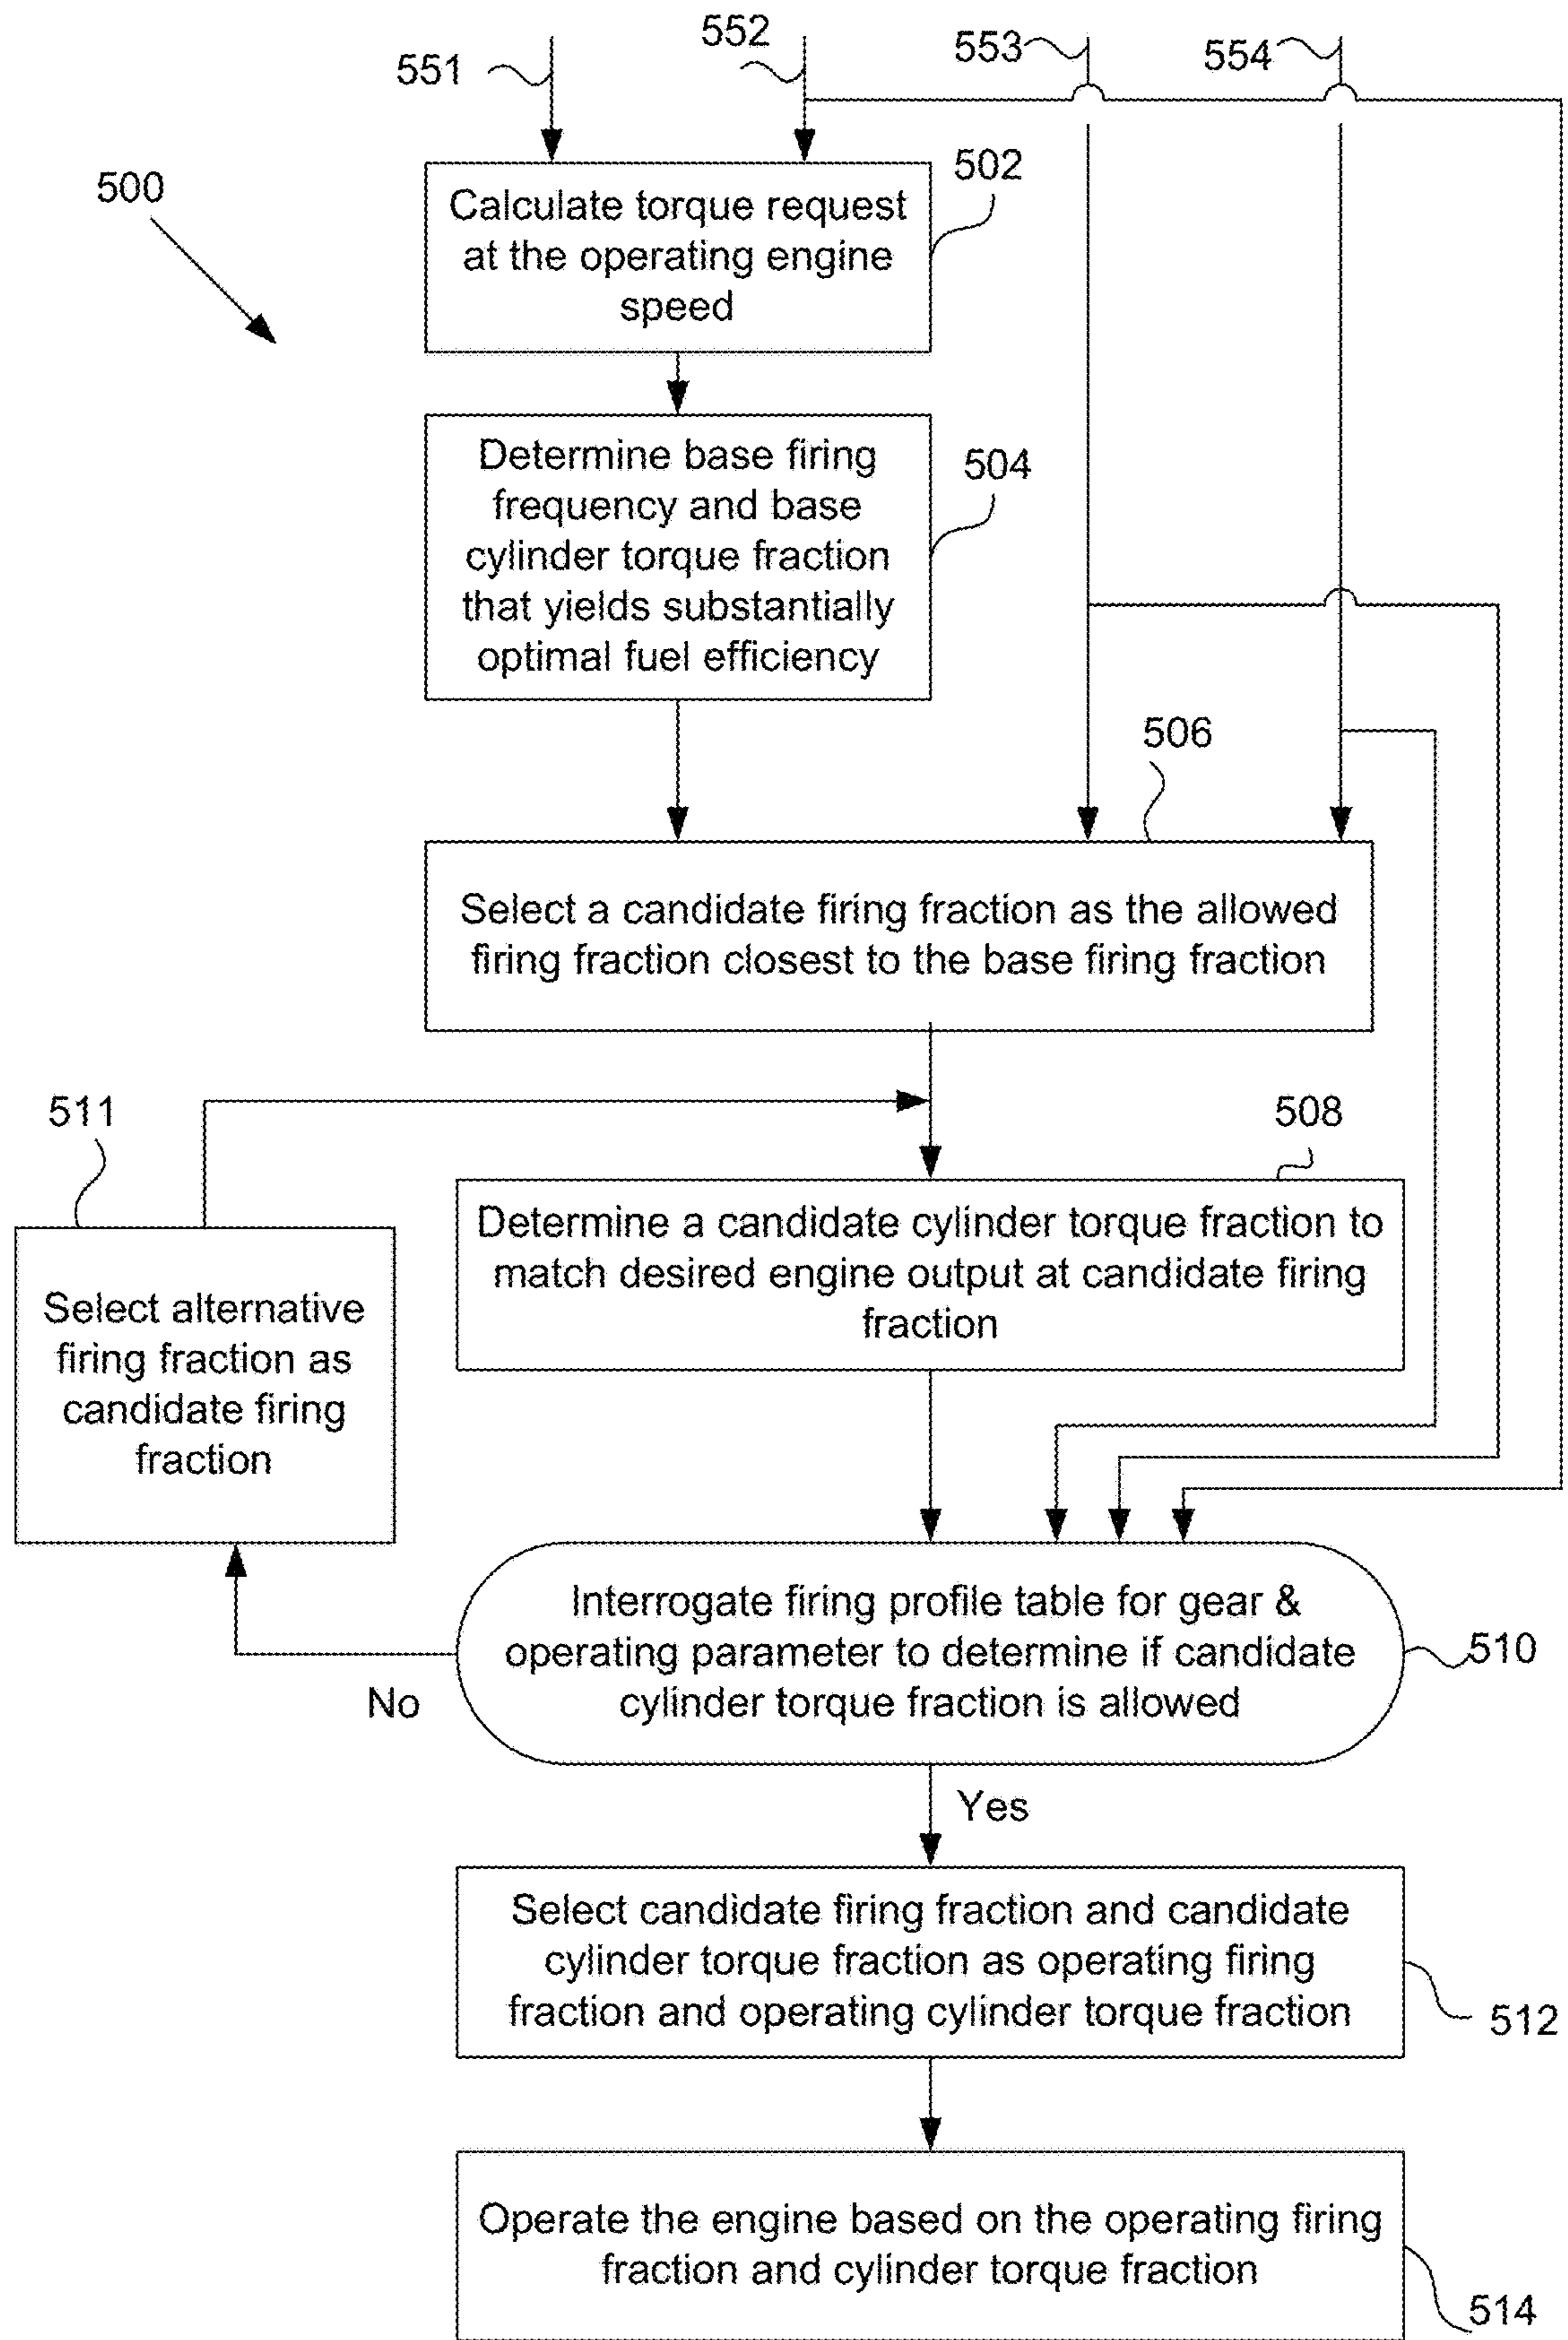 551
552
553
554
500
502
Calculate torque request
at the operating engine
speed
504
Determine base firing
frequency and base
cylinder torque fraction
that yields substantially
optimal fuel efficiency
506
Select a candidate firing fraction as the allowed
firing fraction closest to the base firing fraction
511
508
Determine a candidate cylinder torque fraction to
match desired engine output at candidate firing
fraction
Select alternative
firing fraction as
candidate firing
fraction
Interrogate firing profile table for gear &
operating parameter to determine if candidate
cylinder torque fraction is allowed
510
No
Yes
Select candidate firing fraction and candidate
cylinder torque fraction as operating firing
fraction and operating cylinder torque fraction
512
Operate the engine based on the operating firing
fraction and cylinder torque fraction
514